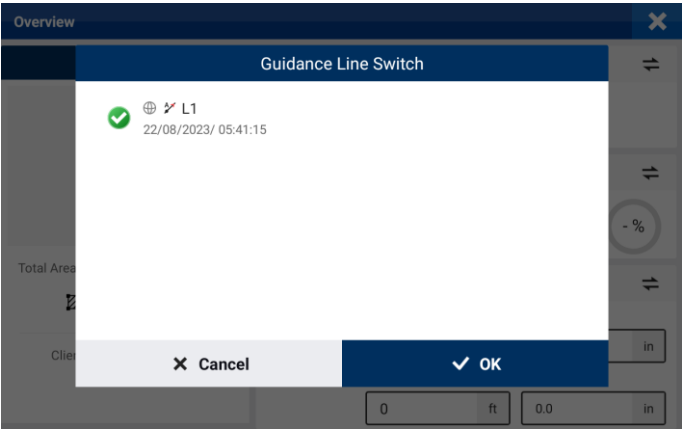 Overview
Guidance Line Switch
L1
22/08/2023/ 05:41:15
- %
Total Area
in
Cancel
OK
0 ft 0.0 in